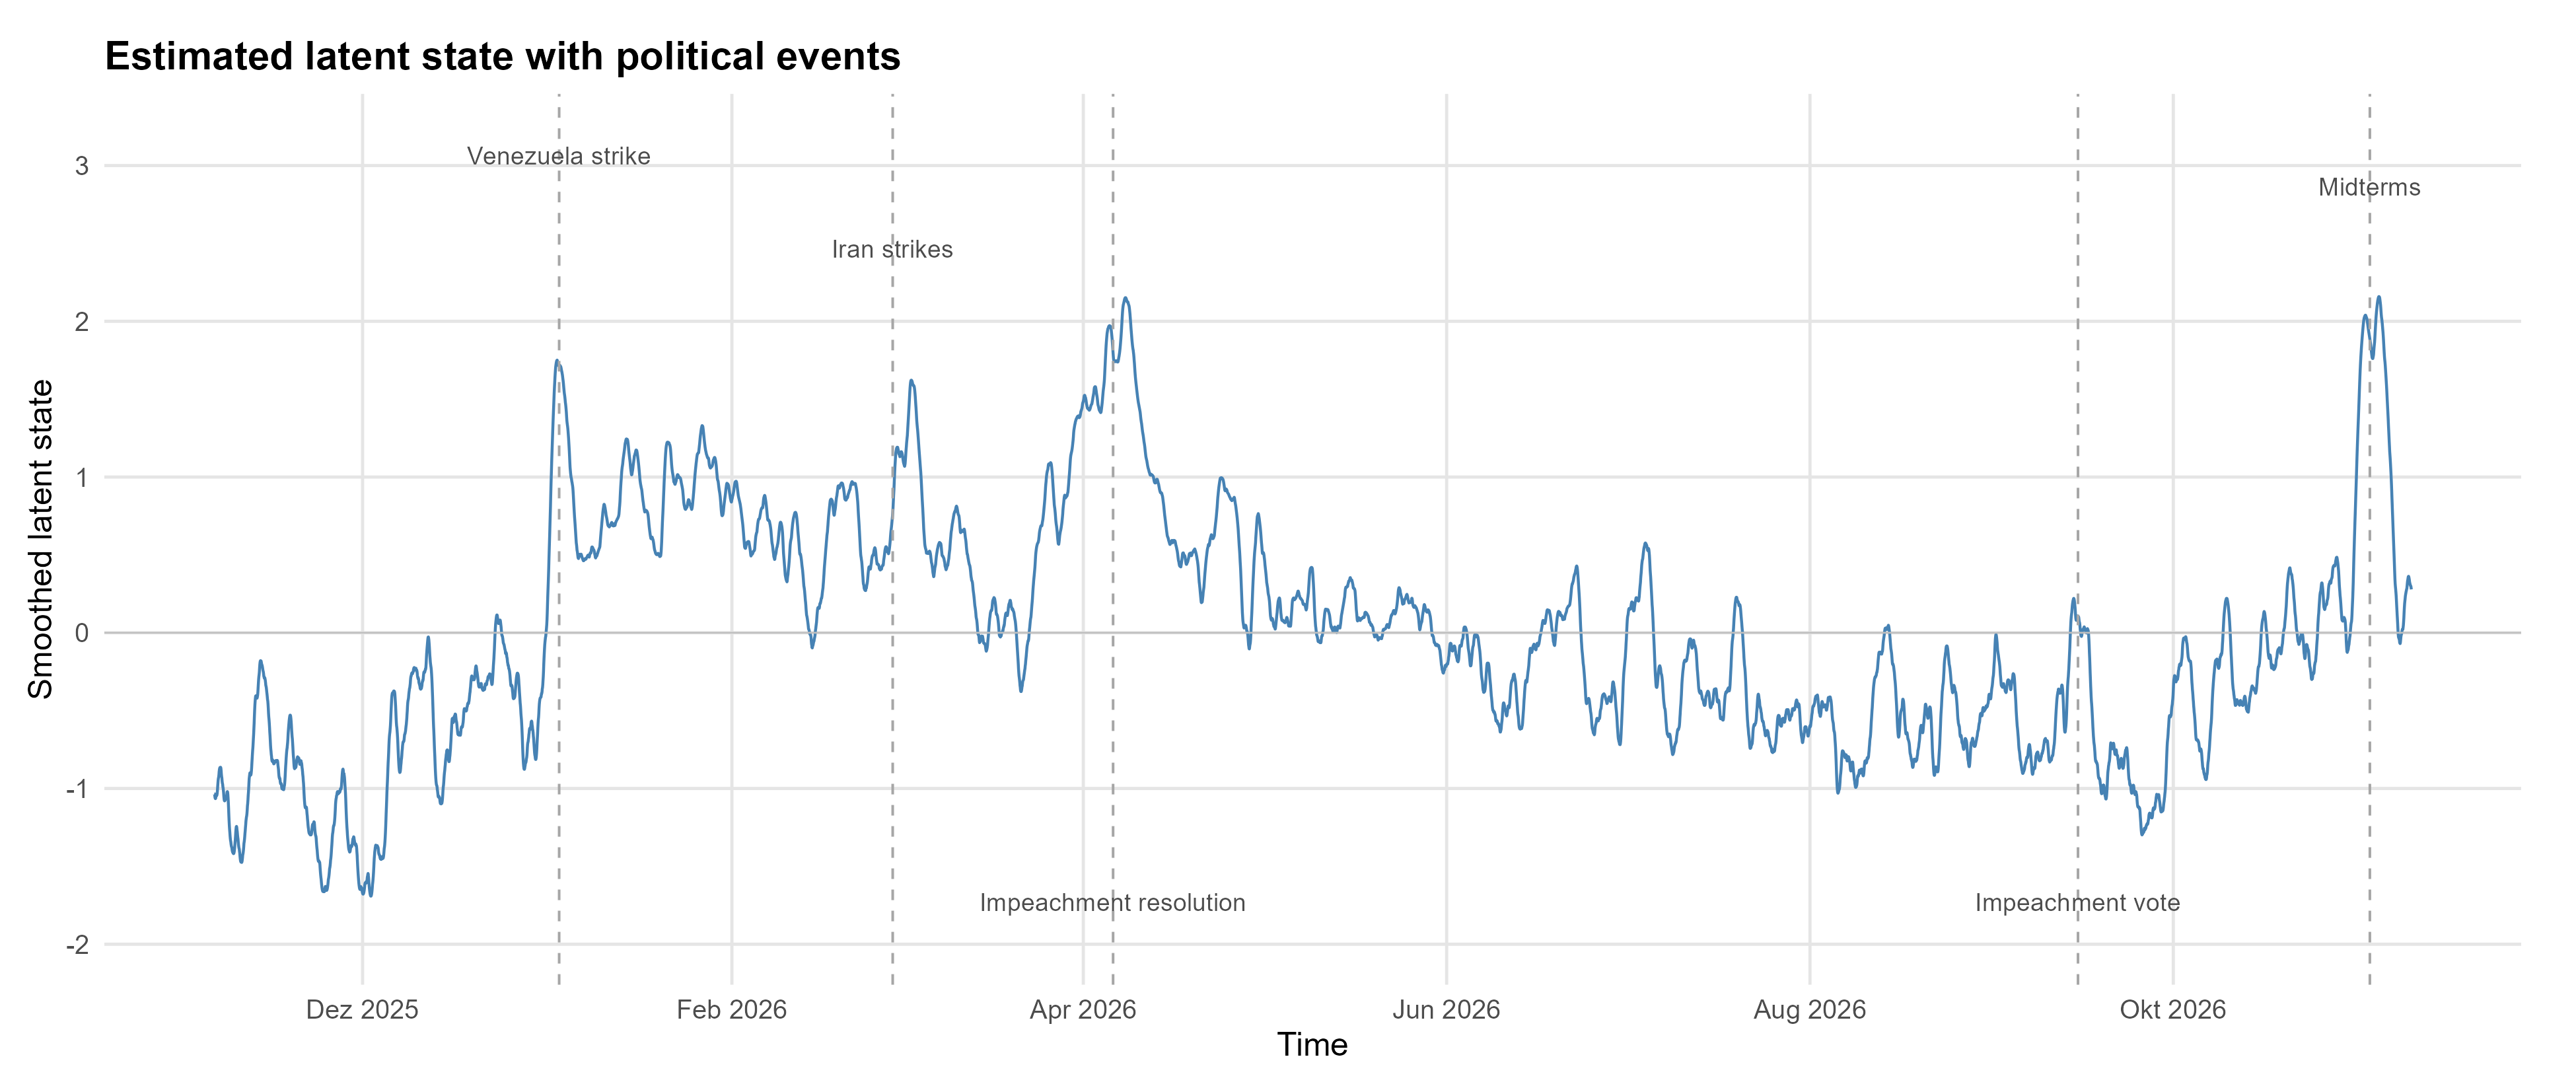 Estimated latent state with political events
Smoothed latent state
3
2
1
0
-1
-2
Venezuela strike
Midterms
Iran strikes
Impeachment resolution
Impeachment vote
Dez 2025
Feb 2026
Apr 2026
Jun 2026
Aug 2026
Okt 2026
Time